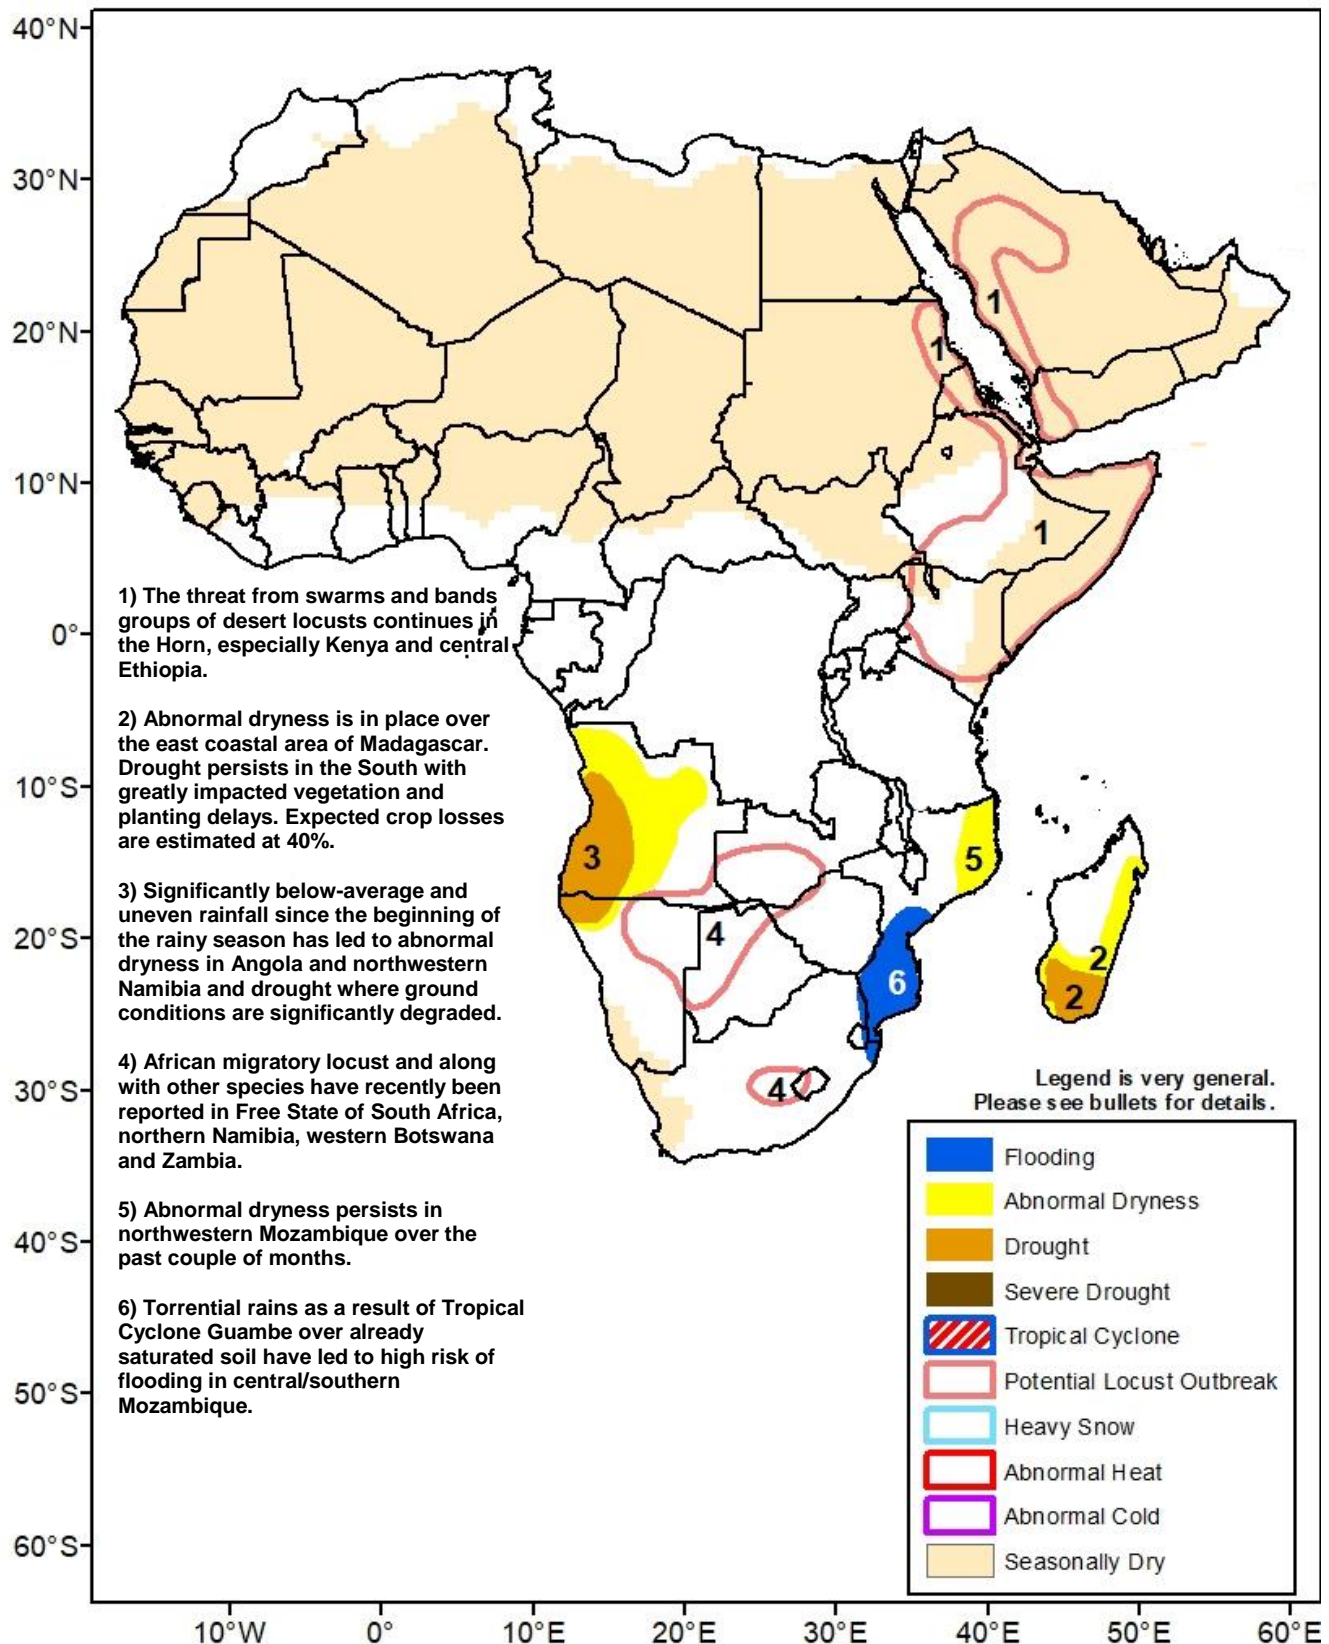 40°N
30°N
20°N
10°N
0°
10°S
20°S
30°S
40°S
50°S
60°S
1
1
1
1) The threat from swarms and bands
groups of desert locusts continues in
the Horn, especially Kenya and central
Ethiopia.
2) Abnormal dryness is in place over
the east coastal area of Madagascar.
Drought persists in the South with
greatly impacted vegetation and
planting delays. Expected crop losses
are estimated at 40%.
3) Significantly below-average and
uneven rainfall since the beginning of
the rainy season has led to abnormal
dryness in Angola and northwestern
Namibia and drought where ground
conditions are significantly degraded.
4) African migratory locust and along
with other species have recently been
reported in Free State of South Africa,
northern Namibia, western Botswana
and Zambia.
5) Abnormal dryness persists in
northwestern Mozambique over the
past couple of months.
6) Torrential rains as a result of Tropical
Cyclone Guambe over already
saturated soil have led to high risk of
flooding in central/southern
Mozambique.
3
5
4
2
6
2
4
Legend is very general.
Please see bullets for details.
Flooding
Abnormal Dryness
Drought
Severe Drought
Tropical Cyclone
Potential Locust Outbreak
Heavy Snow
Abnormal Heat
Abnormal Cold
Seasonally Dry
10°W
0°
10°E
20°E
30°E
40°E
50°E
60°E